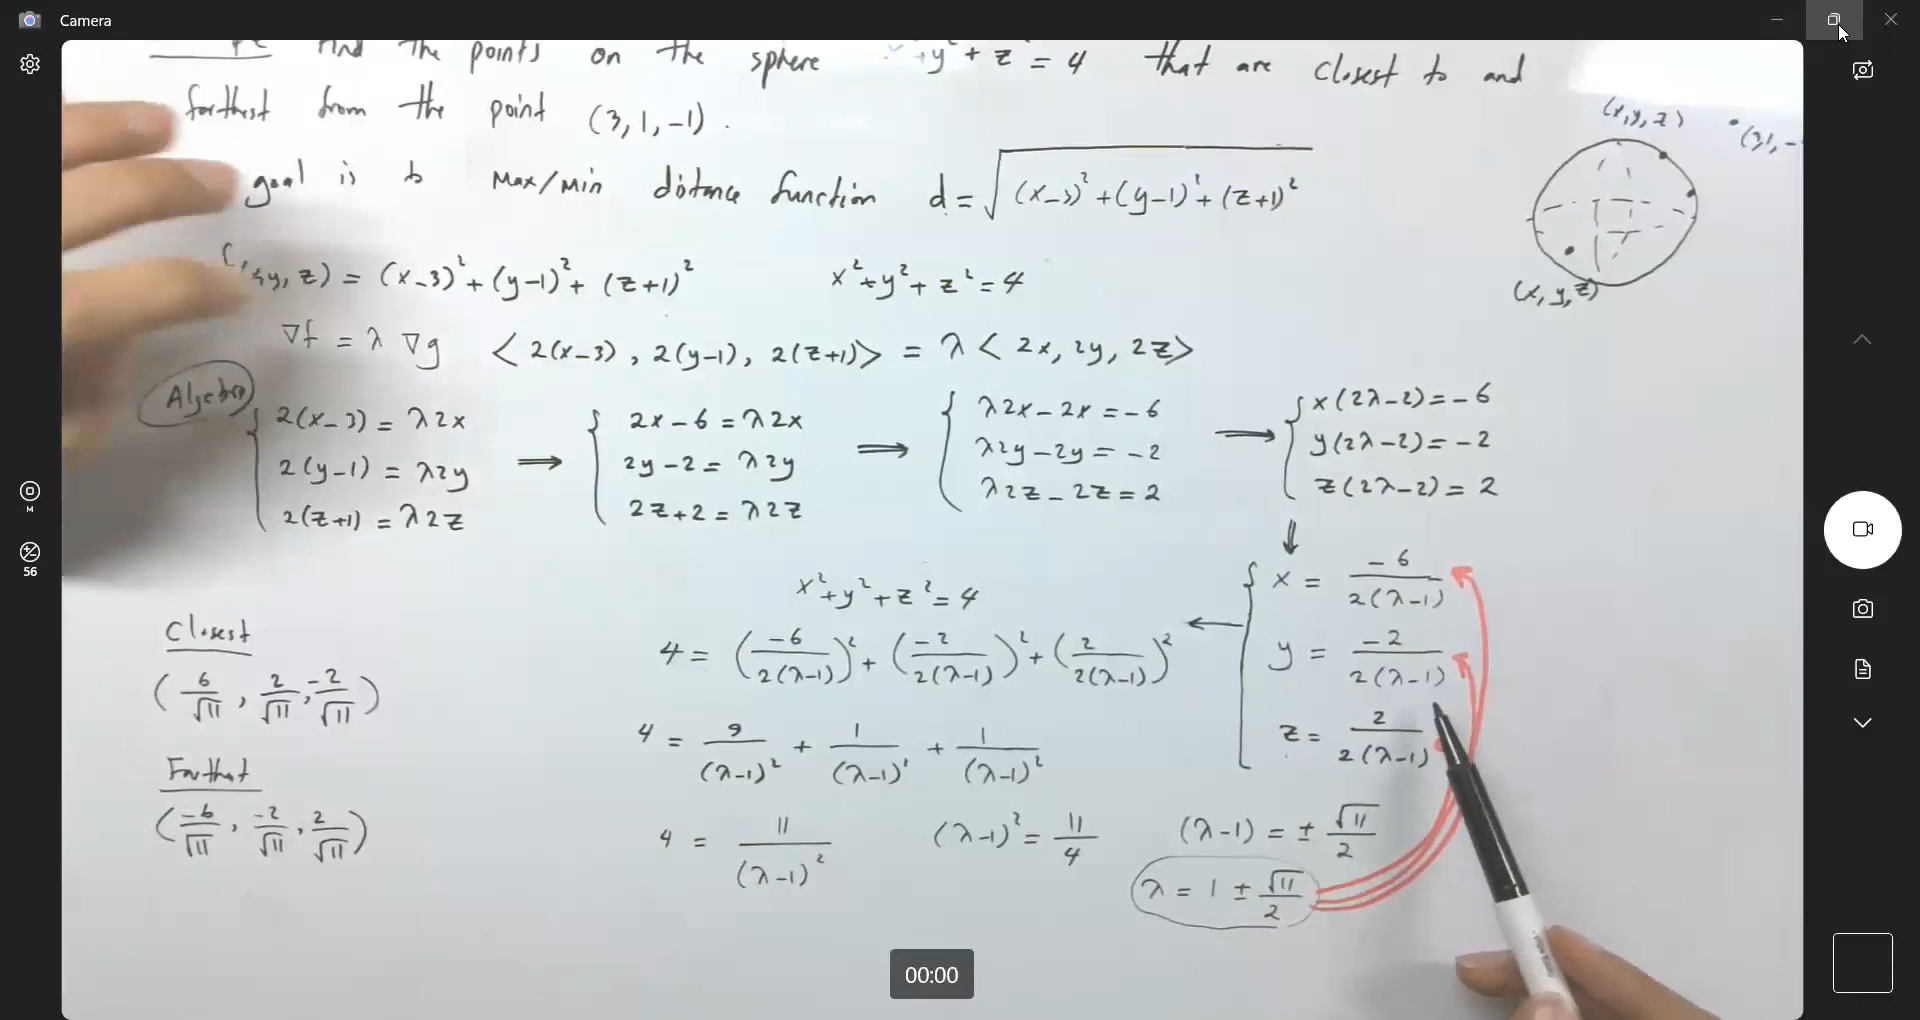 Camera
Find the points on the sphere x² + y² + z² = 4 that are closest to and
farthest from the point (3, 1, -1).
goal is to Max/Min distance function d = √((x-3)² + (y-1)² + (z+1)²)
(x,y,z)
(3,1,-
(x,y,z)
f(x,y,z) = (x-3)² + (y-1)² + (z+1)² x² + y² + z² = 4
∇f = λ ∇g < 2(x-3), 2(y-1), 2(z+1)> = λ < 2x, 2y, 2z>
Algebra
{ 2(x-3) = λ2x ⟹ { 2x-6 = λ2x ⟹ { λ2x-2x = -6 ⟶ { x(2λ-2) = -6
2(y-1) = λ2y 2y-2 = λ2y λ2y-2y = -2 y(2λ-2) = -2
2(z+1) = λ2z 2z+2 = λ2z λ2z-2z = 2 z(2λ-2) = 2
⇓
x² + y² + z² = 4 ← { x = -6/2(λ-1)
4 = (-6/2(λ-1))² + (-2/2(λ-1))² + (2/2(λ-1))² y = -2/2(λ-1)
4 = 9/(λ-1)² + 1/(λ-1)² + 1/(λ-1)² z = 2/2(λ-1)
4 = 11/(λ-1)² (λ-1)² = 11/4 (λ-1) = ± √11/2
λ = 1 ± √11/2
Closest
(6/√11, 2/√11, -2/√11)
Farthest
(-6/√11, -2/√11, 2/√11)
M
56
00:00